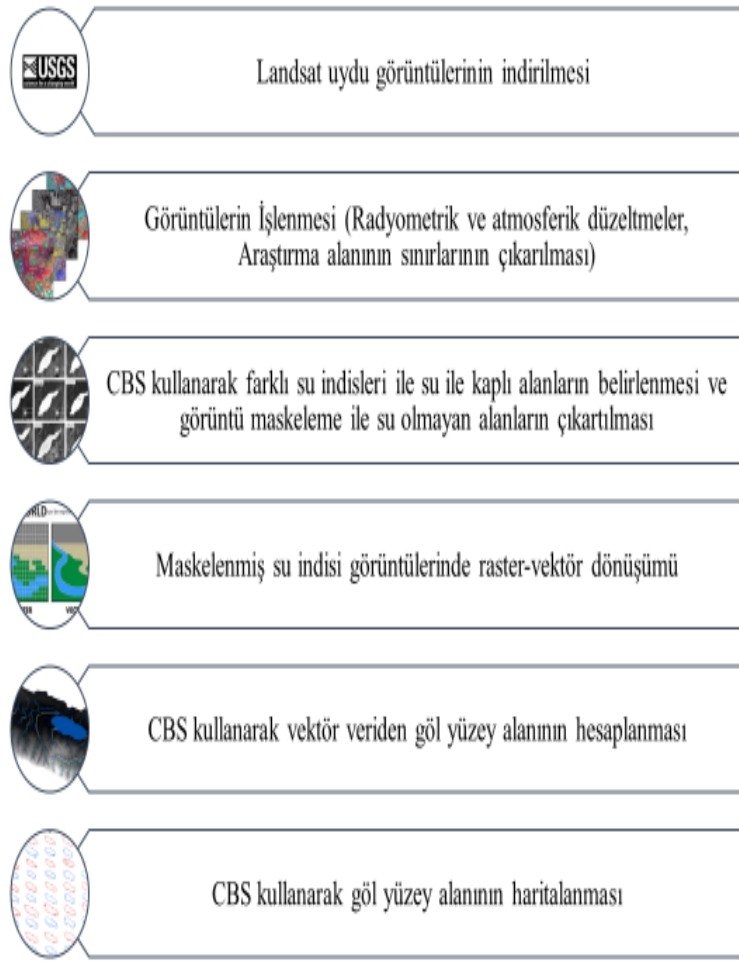 USGS
Landsat uydu görüntülerinin indirilmesi
Görüntülerin İşlenmesi (Radyometrik ve atmosferik düzeltmeler,
Araştırma alanının sınırlarının çıkarılması)
CBS kullanarak farklı su indisleri ile su ile kaplı alanların belirlenmesi ve
görüntü maskeleme ile su olmayan alanların çıkartılması
Maskelenmiş su indisi görüntülerinde raster-vektör dönüşümü
CBS kullanarak vektör veriden göl yüzey alanının hesaplanması
CBS kullanarak göl yüzey alanının haritalanması